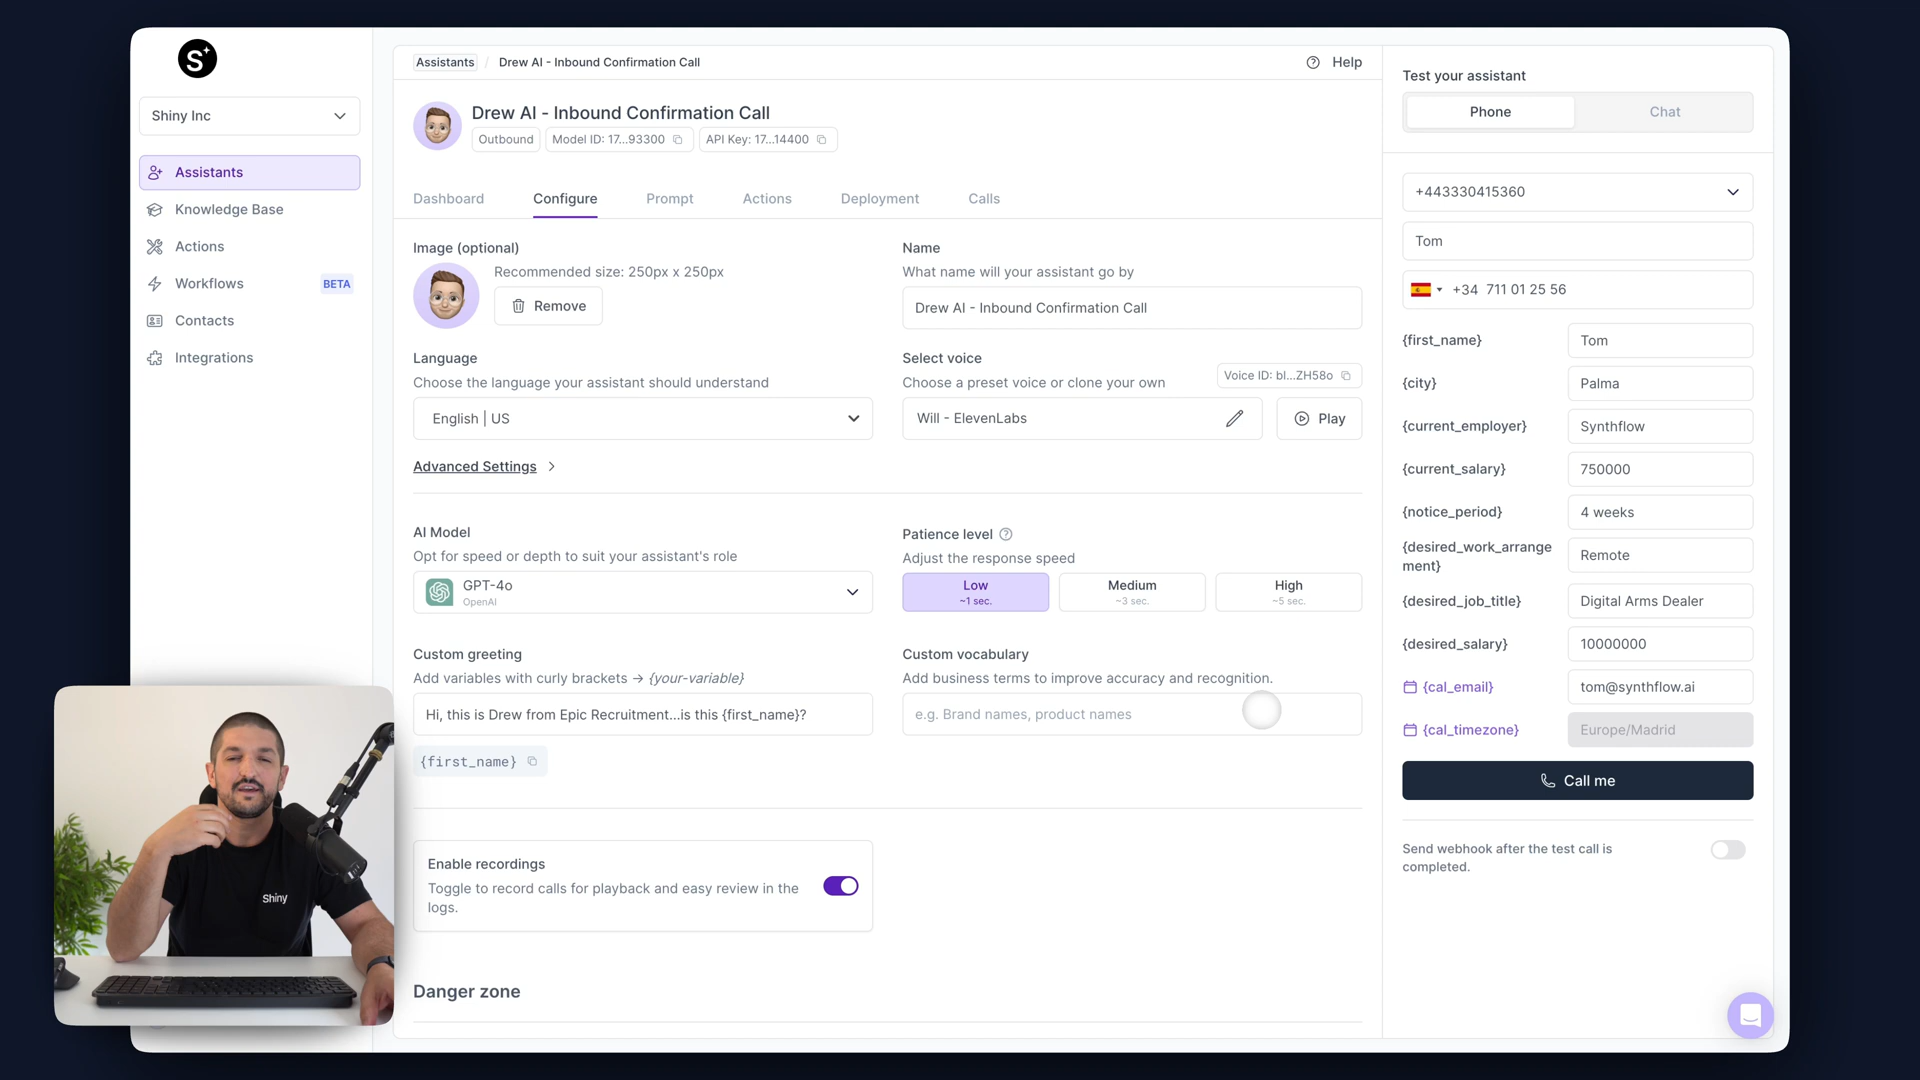 S
Shiny Inc
Assistants
Knowledge Base
Actions
Workflows
BETA
Contacts
Integrations
Assistants / Drew AI - Inbound Confirmation Call
Help
Drew AI - Inbound Confirmation Call
Outbound
Model ID: 17...93300
API Key: 17...14400
Dashboard
Configure
Prompt
Actions
Deployment
Calls
Image (optional)
Recommended size: 250px x 250px
Remove
Name
What name will your assistant go by
Drew AI - Inbound Confirmation Call
Language
Choose the language your assistant should understand
English | US
Select voice
Choose a preset voice or clone your own
Voice ID: bl...ZH58o
Will - ElevenLabs
Play
Advanced Settings
AI Model
Opt for speed or depth to suit your assistant's role
GPT-4o
OpenAI
Patience level
Adjust the response speed
Low
~1 sec.
Medium
~3 sec.
High
~5 sec.
Custom greeting
Add variables with curly brackets → {your-variable}
Hi, this is Drew from Epic Recruitment...is this {first_name}?
{first_name}
Custom vocabulary
Add business terms to improve accuracy and recognition.
e.g. Brand names, product names
Enable recordings
Toggle to record calls for playback and easy review in the
logs.
Danger zone
Test your assistant
Phone
Chat
+443330415360
Tom
+34 711 01 25 56
{first_name}
Tom
{city}
Palma
{current_employer}
Synthflow
{current_salary}
750000
{notice_period}
4 weeks
{desired_work_arrange
ment}
Remote
{desired_job_title}
Digital Arms Dealer
{desired_salary}
10000000
{cal_email}
tom@synthflow.ai
{cal_timezone}
Europe/Madrid
Call me
Send webhook after the test call is
completed.
Shiny